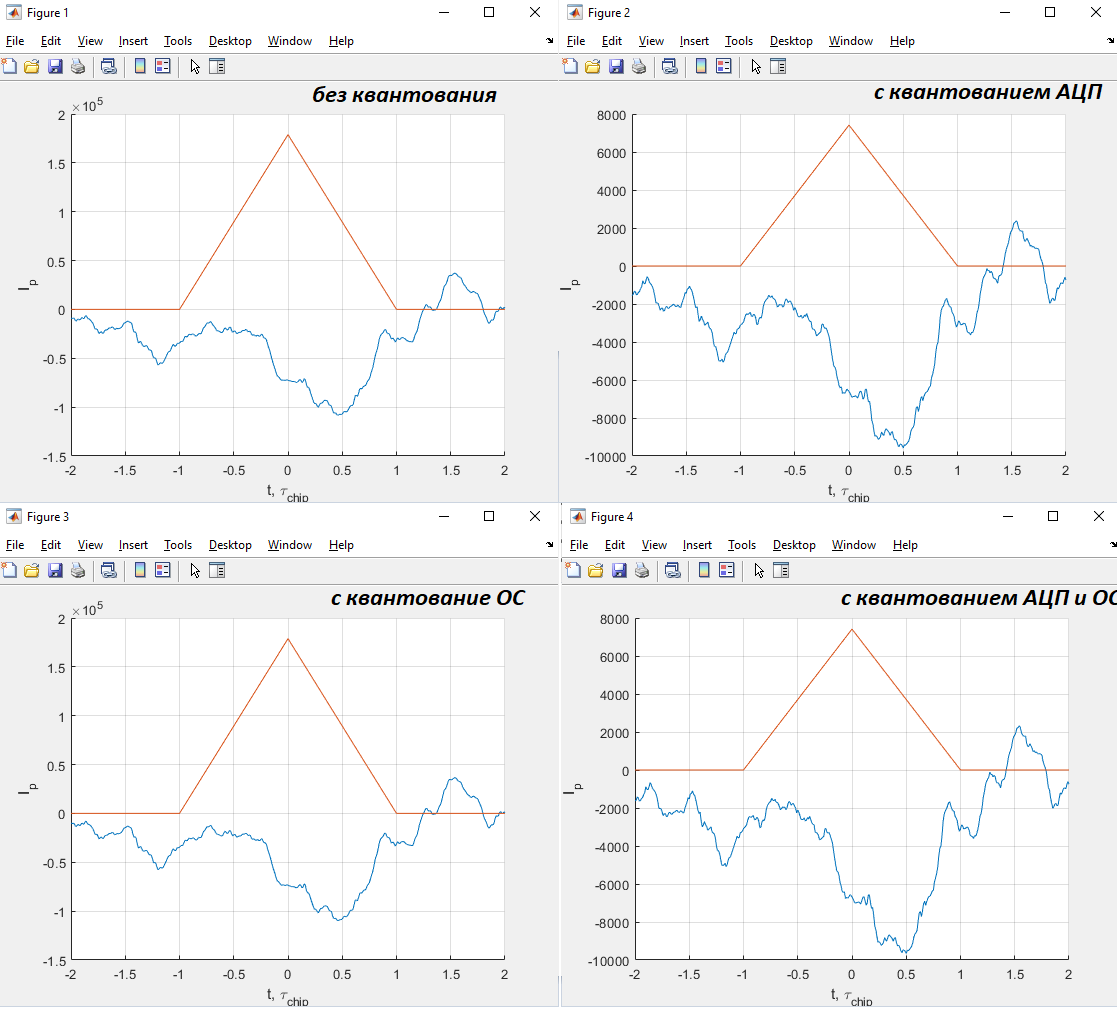 Figure 1
File Edit View Insert Tools Desktop Window Help
без квантования
×10⁵
2
1.5
1
0.5
0
-0.5
-1
-1.5
I_p
-2 -1.5 -1 -0.5 0 0.5 1 1.5 2
t, τ_chip
Figure 2
File Edit View Insert Tools Desktop Window Help
с квантованием АЦП
8000
6000
4000
2000
0
-2000
-4000
-6000
-8000
-10000
I_p
-2 -1.5 -1 -0.5 0 0.5 1 1.5 2
t, τ_chip
Figure 3
File Edit View Insert Tools Desktop Window Help
с квантование ОС
×10⁵
2
1.5
1
0.5
0
-0.5
-1
-1.5
I_p
-2 -1.5 -1 -0.5 0 0.5 1 1.5 2
t, τ_chip
Figure 4
File Edit View Insert Tools Desktop Window Help
с квантованием АЦП и ОС
8000
6000
4000
2000
0
-2000
-4000
-6000
-8000
-10000
I_p
-2 -1.5 -1 -0.5 0 0.5 1 1.5 2
t, τ_chip